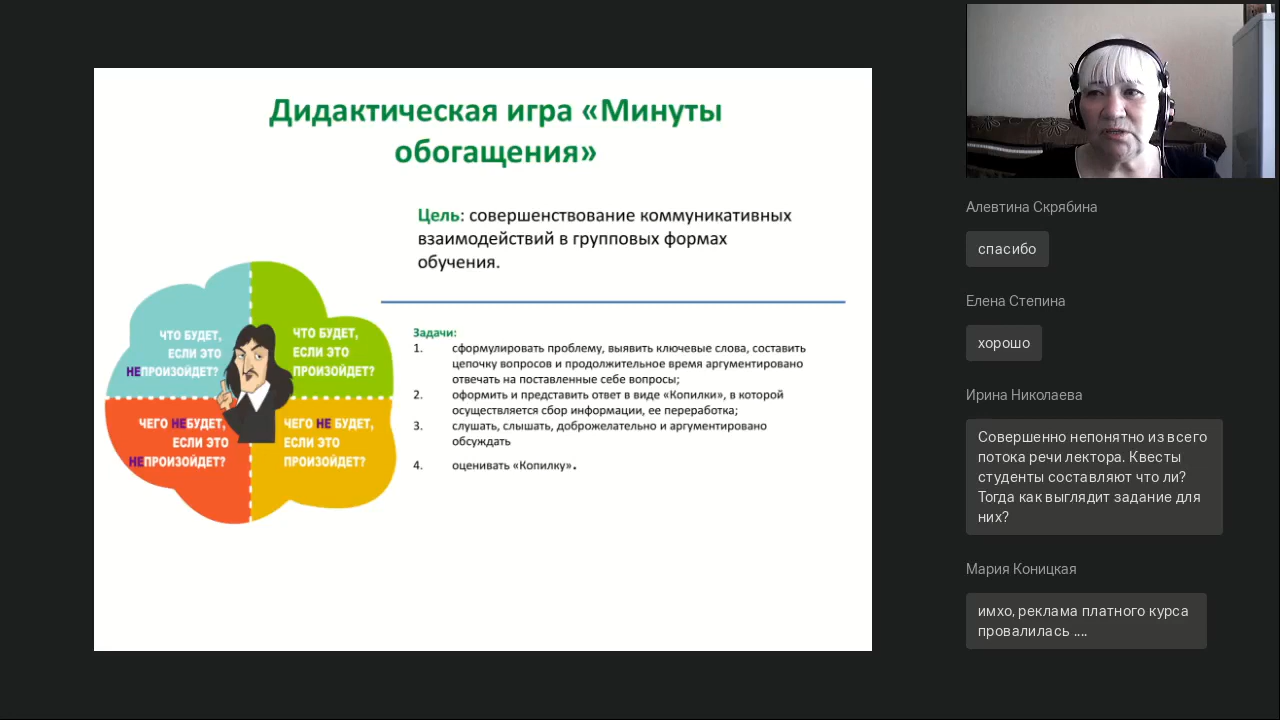 Дидактическая игра «Минуты
обогащения»
Цель: совершенствование коммуникативных
взаимодействий в групповых формах
обучения.
ЧТО БУДЕТ,
ЕСЛИ ЭТО
НЕПРОИЗОЙДЕТ?
ЧТО БУДЕТ,
ЕСЛИ ЭТО
ПРОИЗОЙДЕТ?
ЧЕГО НЕБУДЕТ,
ЕСЛИ ЭТО
НЕПРОИЗОЙДЕТ?
ЧЕГО НЕ БУДЕТ,
ЕСЛИ ЭТО
ПРОИЗОЙДЕТ?
Задачи:
1. сформулировать проблему, выявить ключевые слова, составить
цепочку вопросов и продолжительное время аргументировано
отвечать на поставленные себе вопросы;
2. оформить и представить ответ в виде «Копилки», в которой
осуществляется сбор информации, ее переработка;
3. слушать, слышать, доброжелательно и аргументировано
обсуждать
4. оценивать «Копилку».
Алевтина Скрябина
спасибо
Елена Степина
хорошо
Ирина Николаева
Совершенно непонятно из всего
потока речи лектора. Квесты
студенты составляют что ли?
Тогда как выглядит задание для
них?
Мария Коницкая
имхо, реклама платного курса
провалилась ....